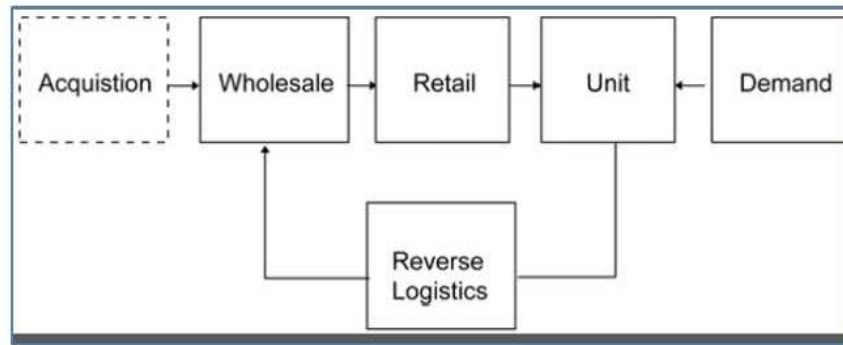 Acquistion
Wholesale
Retail
Unit
Demand
Reverse
Logistics